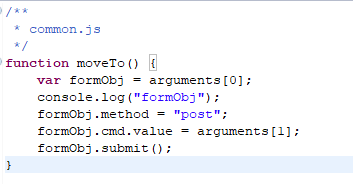 /**
 * common.js
 */
function moveTo() {
    var formObj = arguments[0];
    console.log("formObj");
    formObj.method = "post";
    formObj.cmd.value = arguments[1];
    formObj.submit();
}